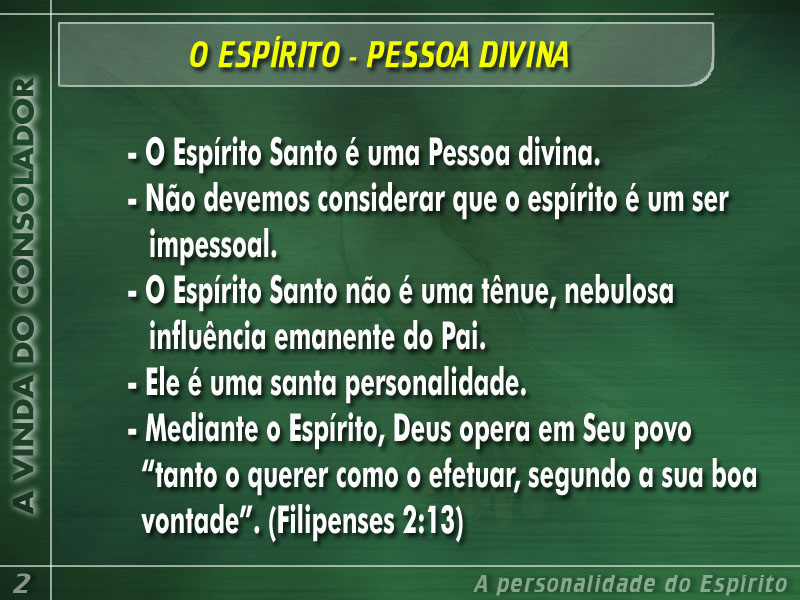 O ESPÍRITO - PESSOA DIVINA
A VINDA DO CONSOLADOR
- O Espírito Santo é uma Pessoa divina.
- Não devemos considerar que o espírito é um ser
impessoal.
- O Espírito Santo não é uma tênue, nebulosa
influência emanente do Pai.
- Ele é uma santa personalidade.
- Mediante o Espírito, Deus opera em Seu povo
“tanto o querer como o efetuar, segundo a sua boa
vontade”. (Filipenses 2:13)
2
A personalidade do Espírito